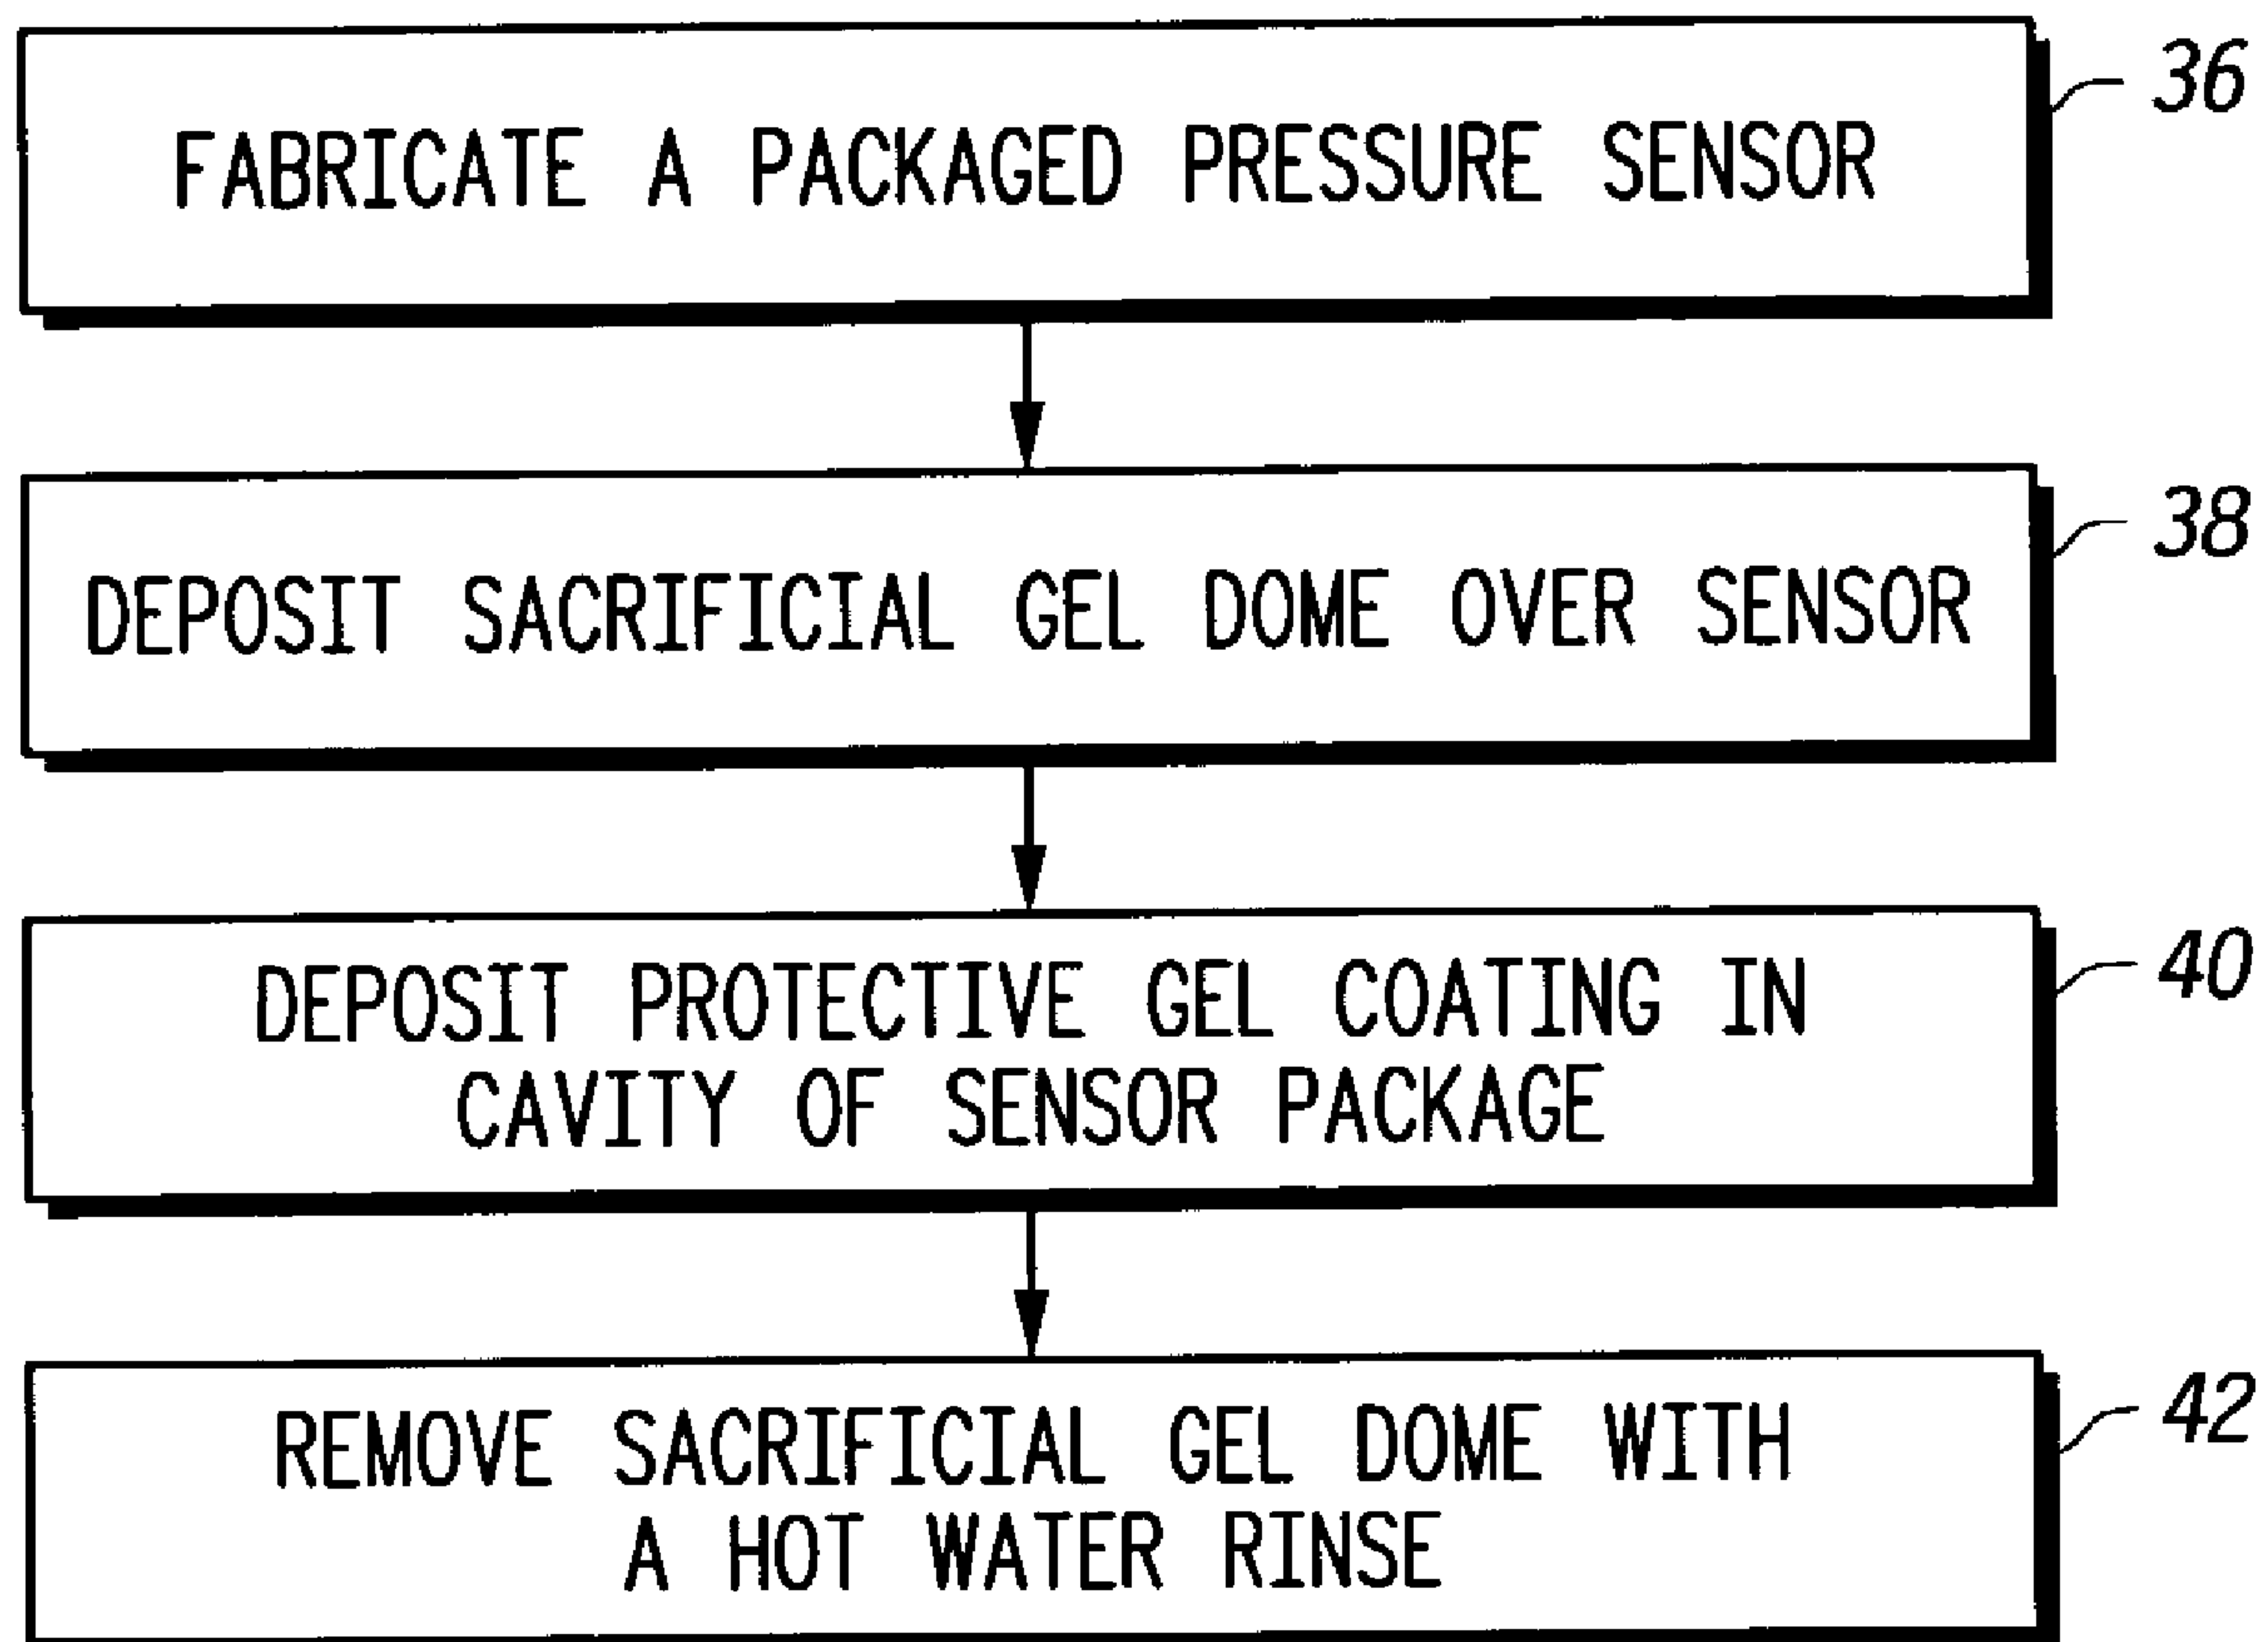 FABRICATE A PACKAGED PRESSURE SENSOR
36
DEPOSIT SACRIFICIAL GEL DOME OVER SENSOR
38
DEPOSIT PROTECTIVE GEL COATING IN
CAVITY OF SENSOR PACKAGE
40
REMOVE SACRIFICIAL GEL DOME WITH
A HOT WATER RINSE
42